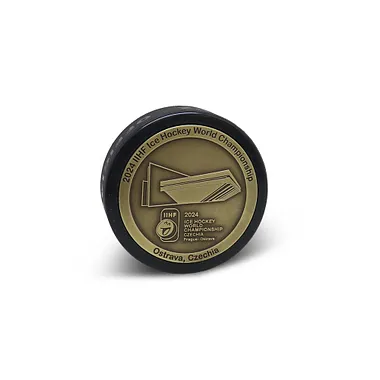 2024 IIHF Ice Hockey World Championship
IIHF
2024
ICE HOCKEY
WORLD
CHAMPIONSHIP
CZECHIA
Prague · Ostrava
Ostrava, Czechia